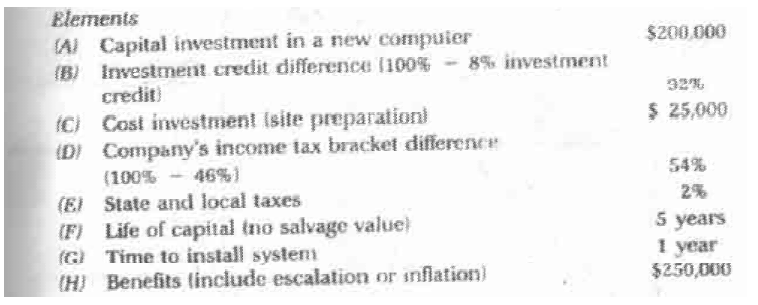 Elements
(A) Capital investment in a new computer $200,000
(B) Investment credit difference (100% – 8% investment
credit) 92%
(C) Cost investment (site preparation) $ 25,000
(D) Company's income tax bracket difference
(100% – 46%) 54%
(E) State and local taxes 2%
(F) Life of capital (no salvage value) 5 years
(G) Time to install system 1 year
(H) Benefits (include escalation or inflation) $250,000